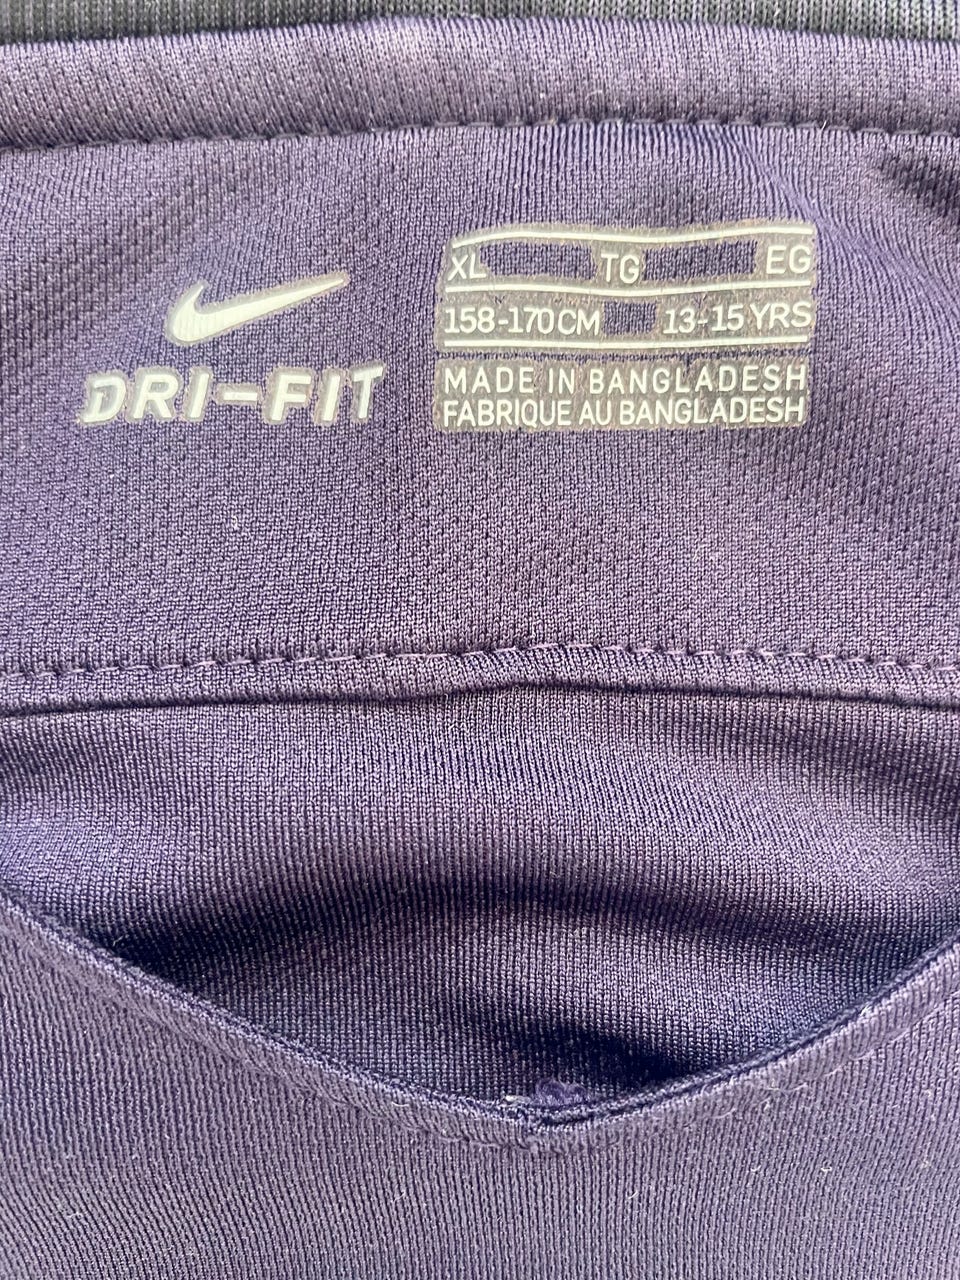 DRI-FIT
XL TG EG
158-170CM 13-15 YRS
MADE IN BANGLADESH
FABRIQUE AU BANGLADESH